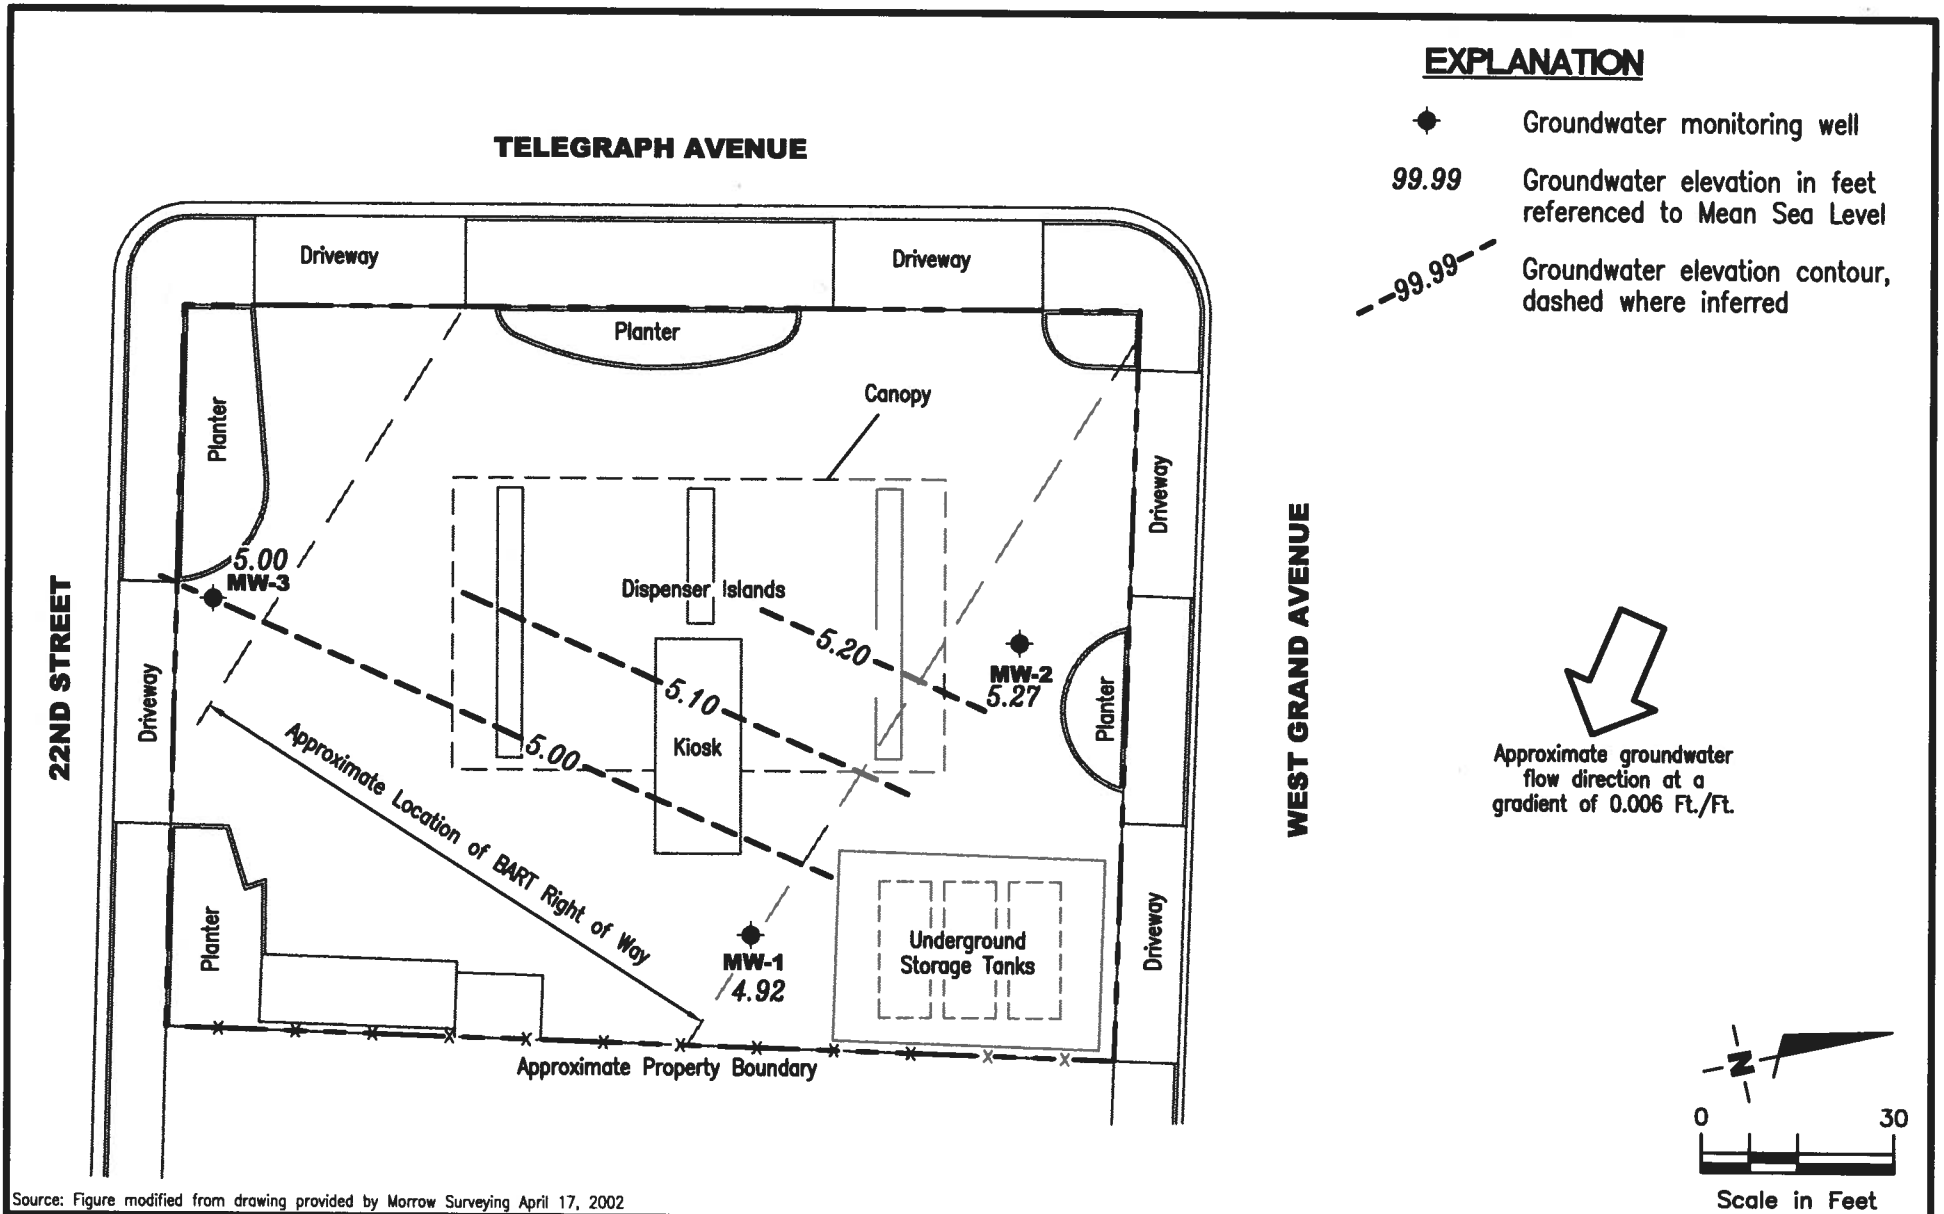 EXPLANATION
Groundwater monitoring well
99.99
Groundwater elevation in feet
referenced to Mean Sea Level
99.99
Groundwater elevation contour,
dashed where inferred
TELEGRAPH AVENUE
Driveway
Driveway
Planter
Planter
Canopy
Driveway
5.00
MW-3
Dispenser Islands
5.20
MW-2
5.27
5.10
Planter
22ND STREET
WEST GRAND AVENUE
Driveway
Kiosk
5.00
Approximate Location of BART Right of Way
Approximate groundwater
flow direction at a
gradient of 0.006 Ft./Ft.
Planter
MW-1
4.92
Underground
Storage Tanks
Driveway
Approximate Property Boundary
N
0 30
Scale in Feet
Source: Figure modified from drawing provided by Morrow Surveying April 17, 2002